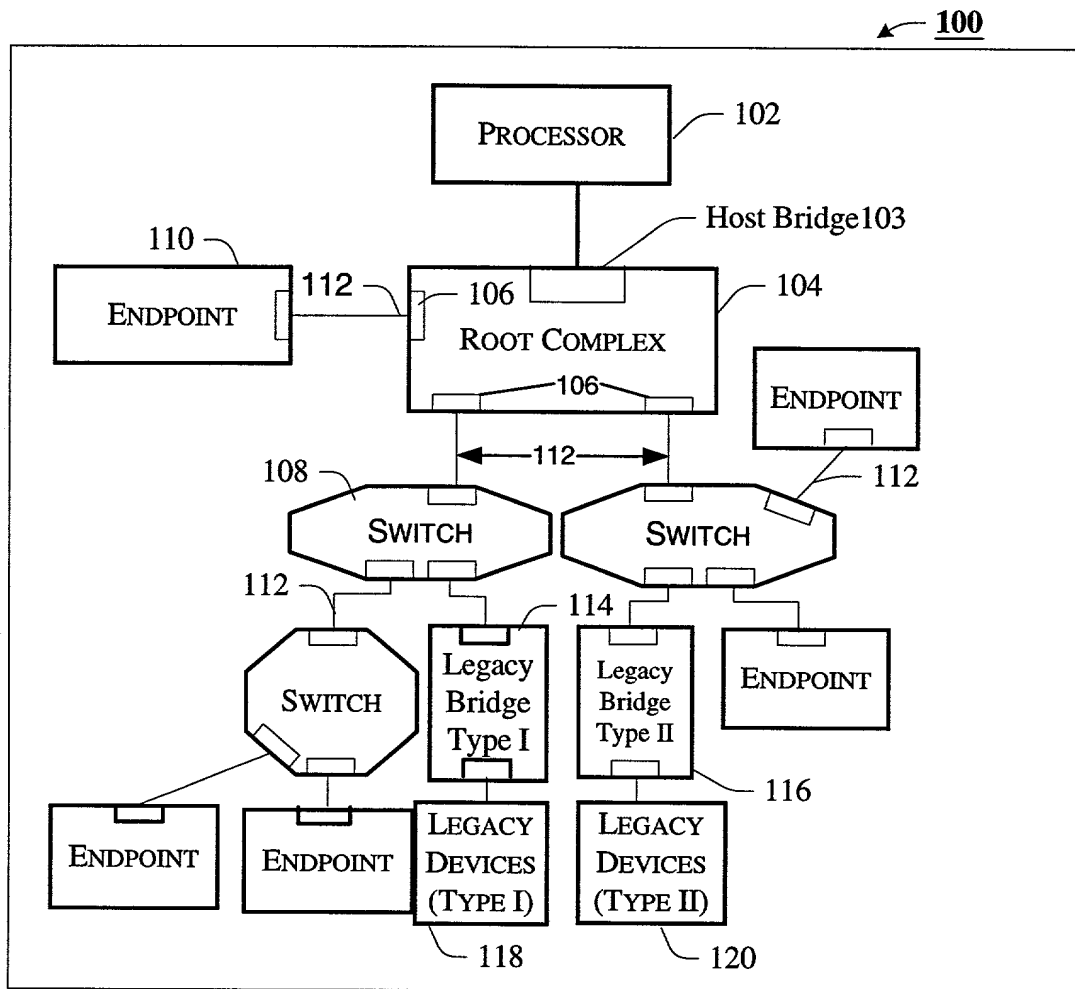 100
PROCESSOR
102
Host Bridge103
110
ENDPOINT
112
106
104
ROOT COMPLEX
106
ENDPOINT
112
112
108
SWITCH
SWITCH
112
114
SWITCH
Legacy
Bridge
Type I
Legacy
Bridge
Type II
ENDPOINT
116
ENDPOINT
ENDPOINT
LEGACY
DEVICES
(TYPE I)
LEGACY
DEVICES
(TYPE II)
118
120